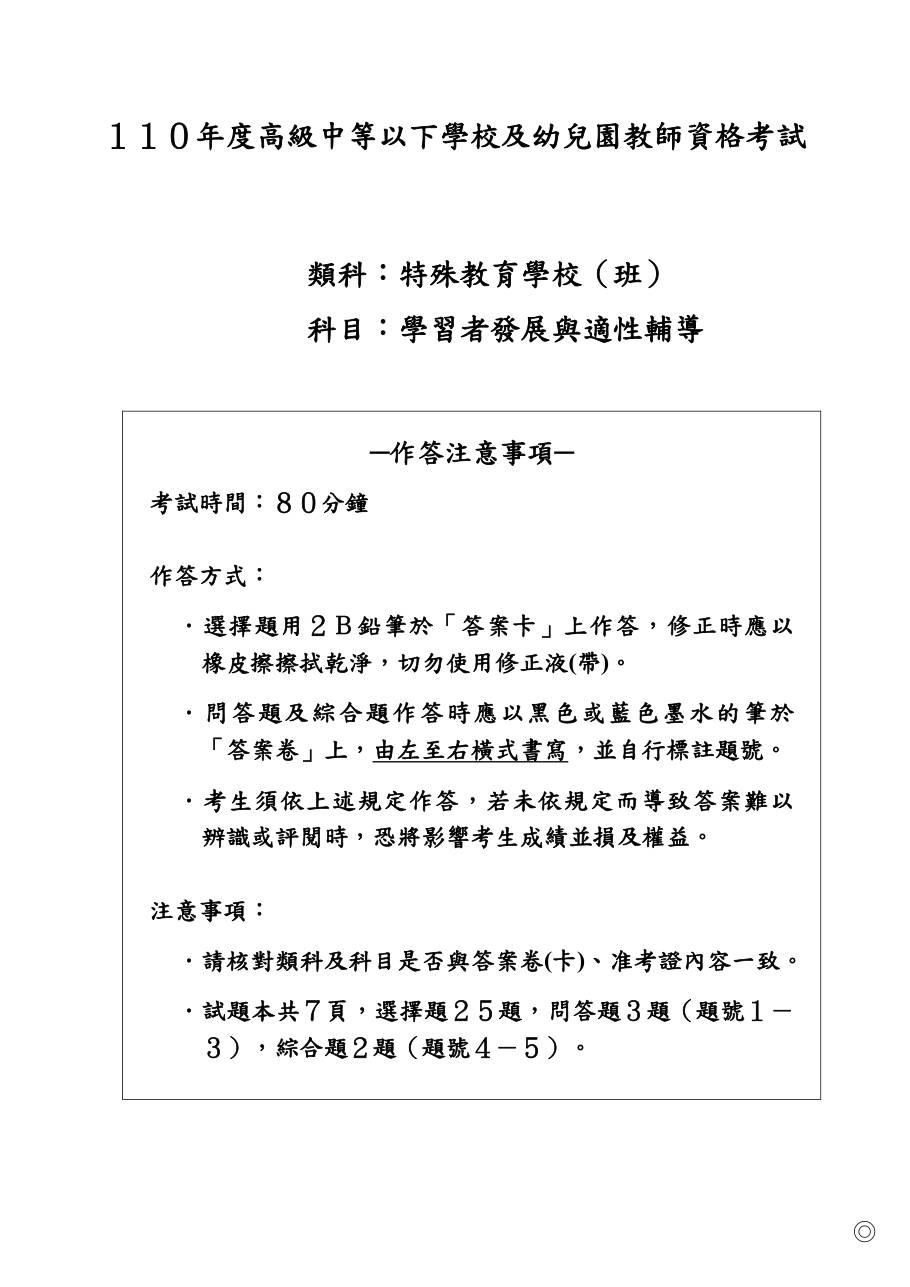 １１０年度高級中等以下學校及幼兒園教師資格考試
類科：特殊教育學校（班）
科目：學習者發展與適性輔導
－作答注意事項－
考試時間：８０分鐘
作答方式：
．選擇題用２Ｂ鉛筆於「答案卡」上作答，修正時應以
橡皮擦擦拭乾淨，切勿使用修正液(帶)。
．問答題及綜合題作答時應以黑色或藍色墨水的筆於
「答案卷」上，由左至右橫式書寫，並自行標註題號。
．考生須依上述規定作答，若未依規定而導致答案難以
辨識或評閱時，恐將影響考生成績並損及權益。
注意事項：
．請核對類科及科目是否與答案卷(卡)、准考證內容一致。
．試題本共７頁，選擇題２５題，問答題３題（題號１－
３），綜合題２題（題號４－５）。
◎